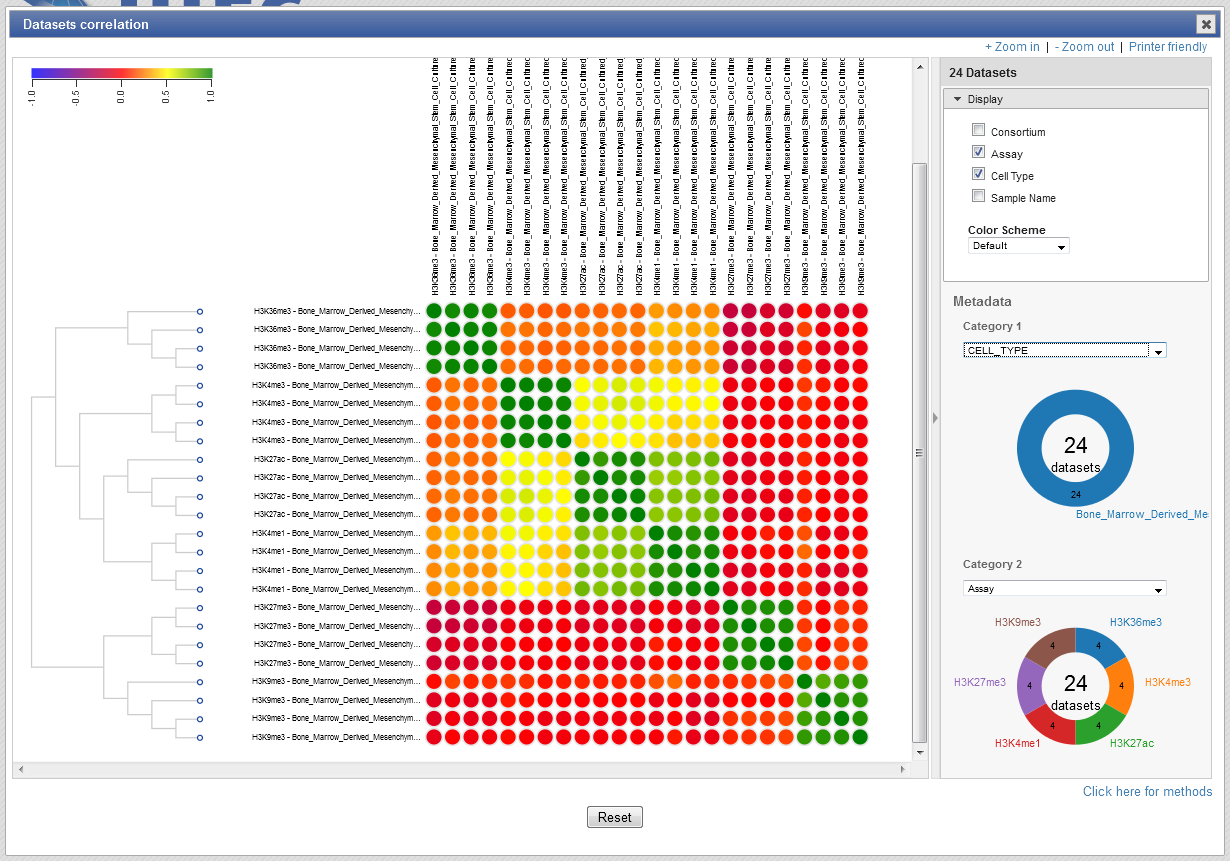 Datasets correlation
+ Zoom in | - Zoom out | Printer friendly
-1.0
-0.5
0.0
0.5
1.0
H3K36me3 - Bone_Marrow_Derived_Mesenchymal_Stem_Cell_Cultured
H3K36me3 - Bone_Marrow_Derived_Mesenchymal_Stem_Cell_Cultured
H3K36me3 - Bone_Marrow_Derived_Mesenchymal_Stem_Cell_Cultured
H3K36me3 - Bone_Marrow_Derived_Mesenchymal_Stem_Cell_Cultured
H3K4me3 - Bone_Marrow_Derived_Mesenchymal_Stem_Cell_Cultured
H3K4me3 - Bone_Marrow_Derived_Mesenchymal_Stem_Cell_Cultured
H3K4me3 - Bone_Marrow_Derived_Mesenchymal_Stem_Cell_Cultured
H3K4me3 - Bone_Marrow_Derived_Mesenchymal_Stem_Cell_Cultured
H3K27ac - Bone_Marrow_Derived_Mesenchymal_Stem_Cell_Cultured
H3K27ac - Bone_Marrow_Derived_Mesenchymal_Stem_Cell_Cultured
H3K27ac - Bone_Marrow_Derived_Mesenchymal_Stem_Cell_Cultured
H3K27ac - Bone_Marrow_Derived_Mesenchymal_Stem_Cell_Cultured
H3K4me1 - Bone_Marrow_Derived_Mesenchymal_Stem_Cell_Cultured
H3K4me1 - Bone_Marrow_Derived_Mesenchymal_Stem_Cell_Cultured
H3K4me1 - Bone_Marrow_Derived_Mesenchymal_Stem_Cell_Cultured
H3K4me1 - Bone_Marrow_Derived_Mesenchymal_Stem_Cell_Cultured
H3K27me3 - Bone_Marrow_Derived_Mesenchymal_Stem_Cell_Cultured
H3K27me3 - Bone_Marrow_Derived_Mesenchymal_Stem_Cell_Cultured
H3K27me3 - Bone_Marrow_Derived_Mesenchymal_Stem_Cell_Cultured
H3K27me3 - Bone_Marrow_Derived_Mesenchymal_Stem_Cell_Cultured
H3K9me3 - Bone_Marrow_Derived_Mesenchymal_Stem_Cell_Cultured
H3K9me3 - Bone_Marrow_Derived_Mesenchymal_Stem_Cell_Cultured
H3K9me3 - Bone_Marrow_Derived_Mesenchymal_Stem_Cell_Cultured
H3K9me3 - Bone_Marrow_Derived_Mesenchymal_Stem_Cell_Cultured
H3K36me3 - Bone_Marrow_Derived_Mesenchy...
H3K36me3 - Bone_Marrow_Derived_Mesenchy...
H3K36me3 - Bone_Marrow_Derived_Mesenchy...
H3K36me3 - Bone_Marrow_Derived_Mesenchy...
H3K4me3 - Bone_Marrow_Derived_Mesenchym...
H3K4me3 - Bone_Marrow_Derived_Mesenchym...
H3K4me3 - Bone_Marrow_Derived_Mesenchym...
H3K4me3 - Bone_Marrow_Derived_Mesenchym...
H3K27ac - Bone_Marrow_Derived_Mesenchym...
H3K27ac - Bone_Marrow_Derived_Mesenchym...
H3K27ac - Bone_Marrow_Derived_Mesenchym...
H3K27ac - Bone_Marrow_Derived_Mesenchym...
H3K4me1 - Bone_Marrow_Derived_Mesenchym...
H3K4me1 - Bone_Marrow_Derived_Mesenchym...
H3K4me1 - Bone_Marrow_Derived_Mesenchym...
H3K4me1 - Bone_Marrow_Derived_Mesenchym...
H3K27me3 - Bone_Marrow_Derived_Mesenchy...
H3K27me3 - Bone_Marrow_Derived_Mesenchy...
H3K27me3 - Bone_Marrow_Derived_Mesenchy...
H3K27me3 - Bone_Marrow_Derived_Mesenchy...
H3K9me3 - Bone_Marrow_Derived_Mesenchym...
H3K9me3 - Bone_Marrow_Derived_Mesenchym...
H3K9me3 - Bone_Marrow_Derived_Mesenchym...
H3K9me3 - Bone_Marrow_Derived_Mesenchym...
24 Datasets
Display
Consortium
Assay
Cell Type
Sample Name
Color Scheme
Default
Metadata
Category 1
CELL_TYPE
24
datasets
24
Bone_Marrow_Derived_Me
Category 2
Assay
H3K9me3
H3K36me3
4
4
H3K27me3
4
24
datasets
4
H3K4me3
4
4
H3K4me1
H3K27ac
Click here for methods
Reset